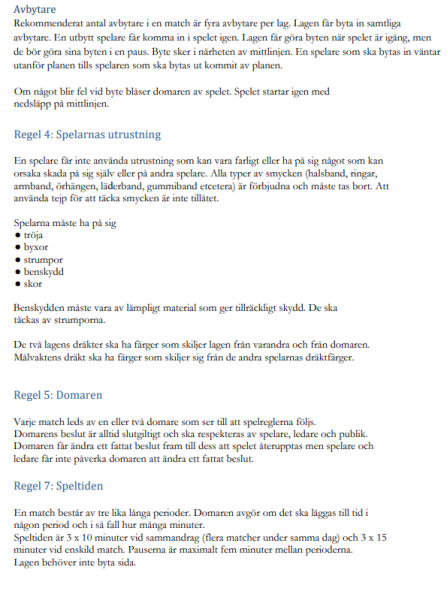 Avbytare
Rekommenderat antal avbytare i en match är fyra avbytare per lag. Lagen får byta in samtliga
avbytare. En utbytt spelare får komma in i spelet igen. Lagen får göra byten när spelet är igång, men
de bör göra sina byten i en paus. Byte sker i närheten av mittlinjen. En spelare som ska bytas in väntar
utanför planen tills spelaren som ska bytas ut kommit av planen.
Om något blir fel vid byte blåser domaren av spelet. Spelet startar igen med
nedsläpp på mittlinjen.
Regel 4: Spelarnas utrustning
En spelare får inte använda utrustning som kan vara farligt eller ha på sig något som kan
orsaka skada på sig själv eller på andra spelare. Alla typer av smycken (halsband, ringar,
armband, örhängen, läderband, gummiband etcetera) är förbjudna och måste tas bort. Att
använda tejp för att täcka smycken är inte tillåtet.
Spelarna måste ha på sig
● tröja
● byxor
● strumpor
● benskydd
● skor
Benskydden måste vara av lämpligt material som ger tillräckligt skydd. De ska
täckas av strumporna.
De två lagens dräkter ska ha färger som skiljer lagen från varandra och från domaren.
Målvaktens dräkt ska ha färger som skiljer sig från de andra spelarnas dräktfärger.
Regel 5: Domaren
Varje match leds av en eller två domare som ser till att spelreglerna följs.
Domarens beslut är alltid slutgiltigt och ska respekteras av spelare, ledare och publik.
Domaren får ändra ett fattat beslut fram till dess att spelet återupptas men spelare och
ledare får inte påverka domaren att ändra ett fattat beslut.
Regel 7: Speltiden
En match består av tre lika långa perioder. Domaren avgör om det ska läggas till tid i
någon period och i så fall hur många minuter.
Speltiden är 3 x 10 minuter vid sammandrag (flera matcher under samma dag) och 3 x 15
minuter vid enskild match. Pauserna är maximalt fem minuter mellan perioderna.
Lagen behöver inte byta sida.